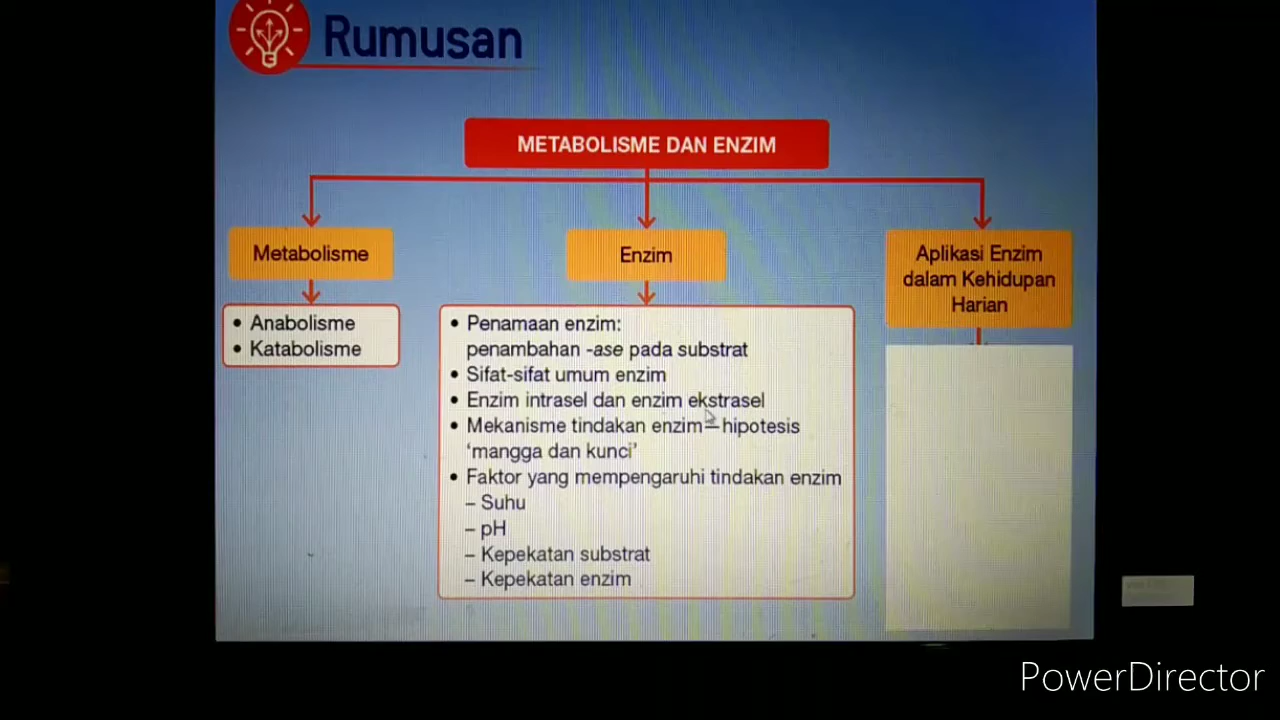 Rumusan
METABOLISME DAN ENZIM
Metabolisme
• Anabolisme
• Katabolisme
Enzim
• Penamaan enzim:
penambahan -ase pada substrat
• Sifat-sifat umum enzim
• Enzim intrasel dan enzim ekstrasel
• Mekanisme tindakan enzim–hipotesis
‘mangga dan kunci’
• Faktor yang mempengaruhi tindakan enzim
– Suhu
– pH
– Kepekatan substrat
– Kepekatan enzim
Aplikasi Enzim
dalam Kehidupan
Harian
PowerDirector